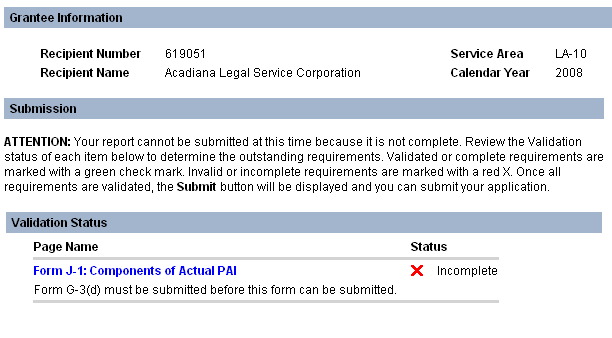 Grantee Information
Recipient Number 619051 Service Area LA-10
Recipient Name Acadiana Legal Service Corporation Calendar Year 2008
Submission
ATTENTION: Your report cannot be submitted at this time because it is not complete. Review the Validation
status of each item below to determine the outstanding requirements. Validated or complete requirements are
marked with a green check mark. Invalid or incomplete requirements are marked with a red X. Once all
requirements are validated, the Submit button will be displayed and you can submit your application.
Validation Status
Page Name Status
Form J-1: Components of Actual PAI Incomplete
Form G-3(d) must be submitted before this form can be submitted.